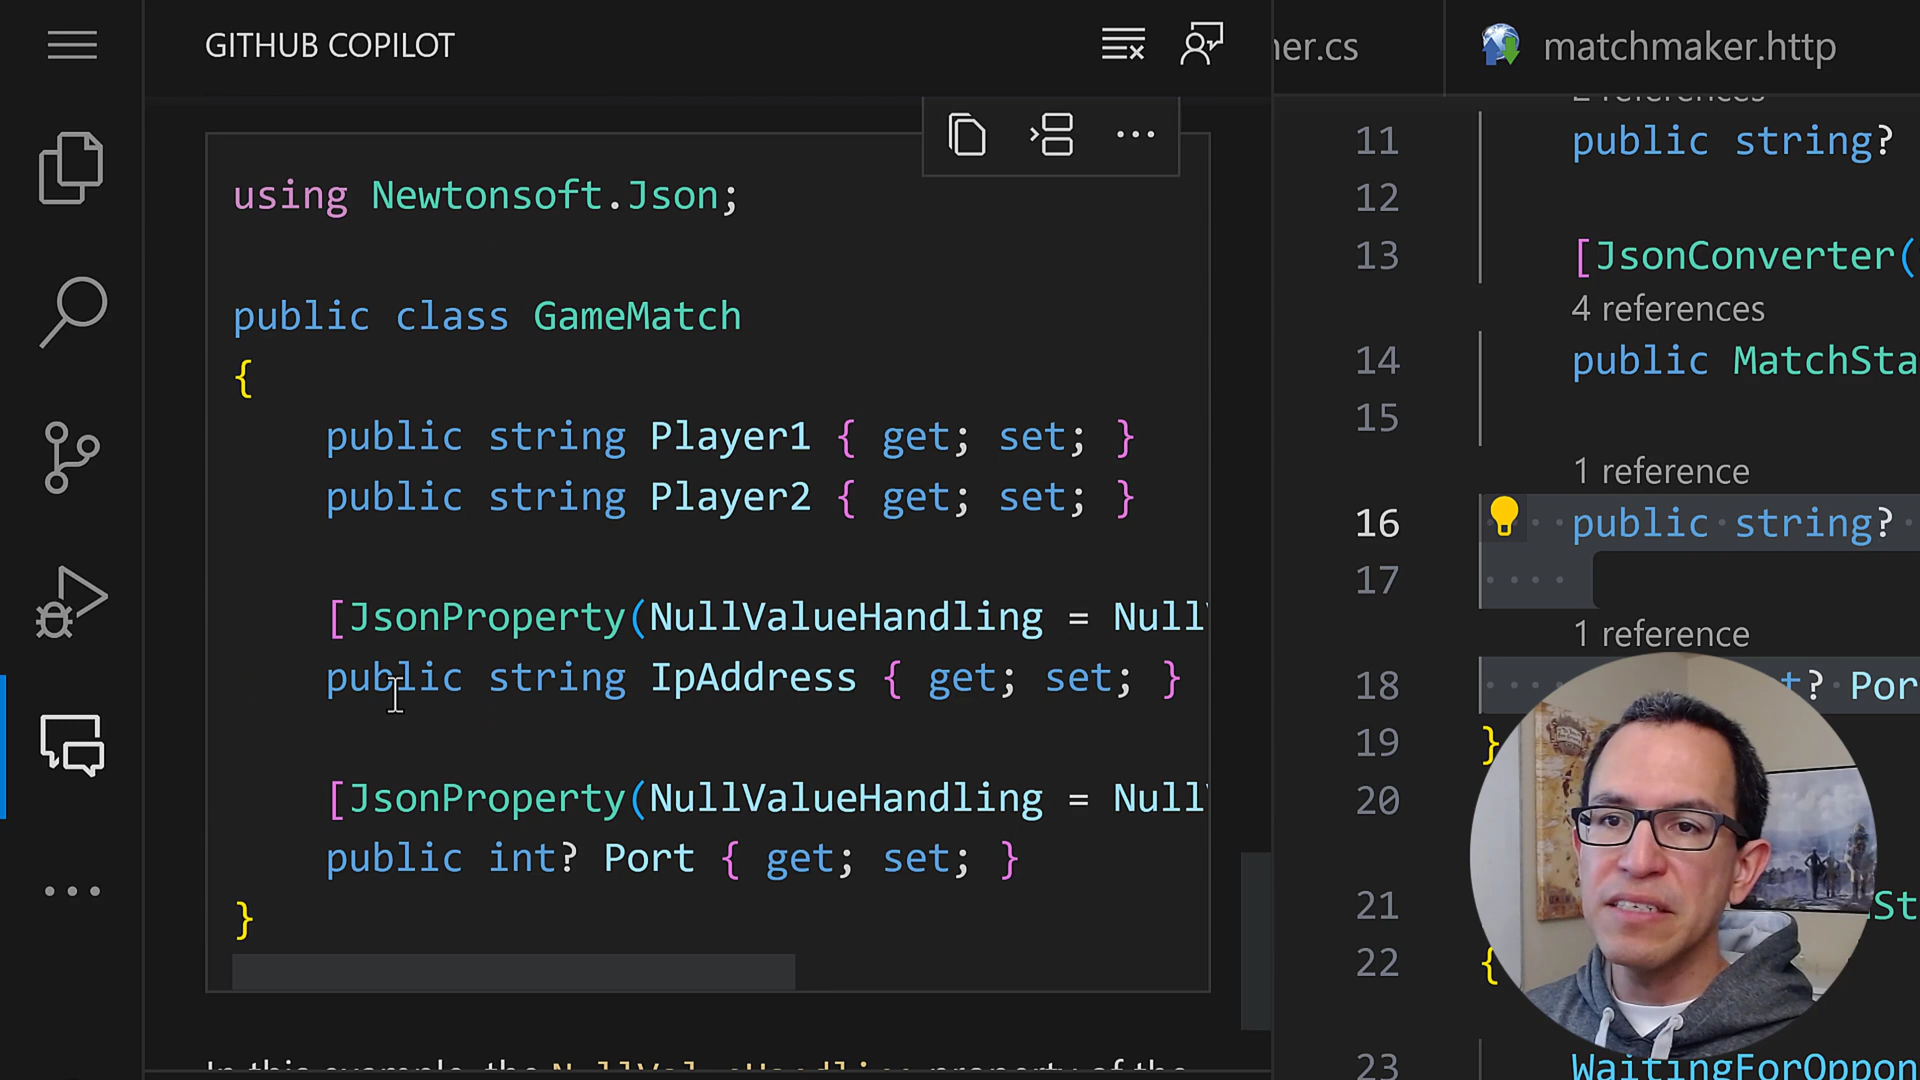 GITHUB COPILOT
using Newtonsoft.Json;
public class GameMatch
{
public string Player1 { get; set; }
public string Player2 { get; set; }
[JsonProperty(NullValueHandling = Null
public string IpAddress { get; set; }
[JsonProperty(NullValueHandling = Null
public int? Port { get; set; }
}
In this example, the NullValueHandling property of the
er.cs
matchmaker.http
2 references
11 public string?
12
13 [JsonConverter(
4 references
14 public MatchSta
15
1 reference
16 public string?
17
1 reference
18 t? Por
19 }
20
21 St
22 {
23 WaitingForOppon